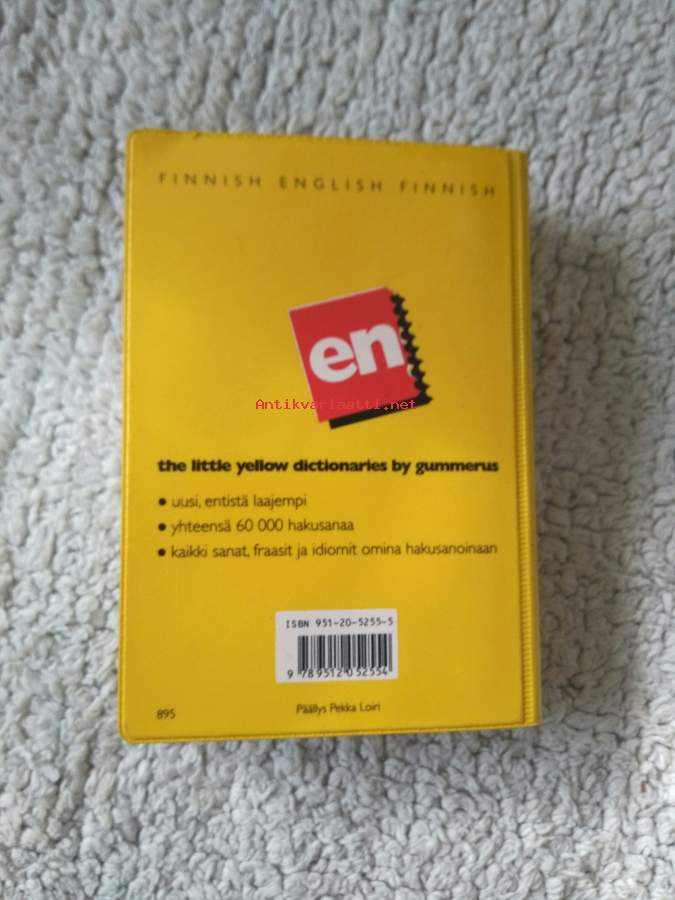 FINNISH ENGLISH FINNISH
en
Antikvariaatti.net
the little yellow dictionaries by gummerus
• uusi, entistä laajempi
• yhteensä 60 000 hakusanaa
• kaikki sanat, fraasit ja idiomit omina hakusanoinaan
ISBN 951-20-5255-5
9 789512 052554
895
Päällys Pekka Loiri